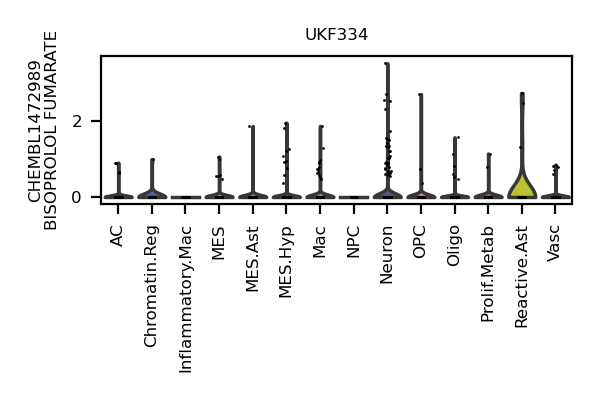 UKF334
CHEMBL1472989
BISOPROLOL FUMARATE
2
0
AC
Chromatin.Reg
Inflammatory.Mac
MES
MES.Ast
MES.Hyp
Mac
NPC
Neuron
OPC
Oligo
Prolif.Metab
Reactive.Ast
Vasc